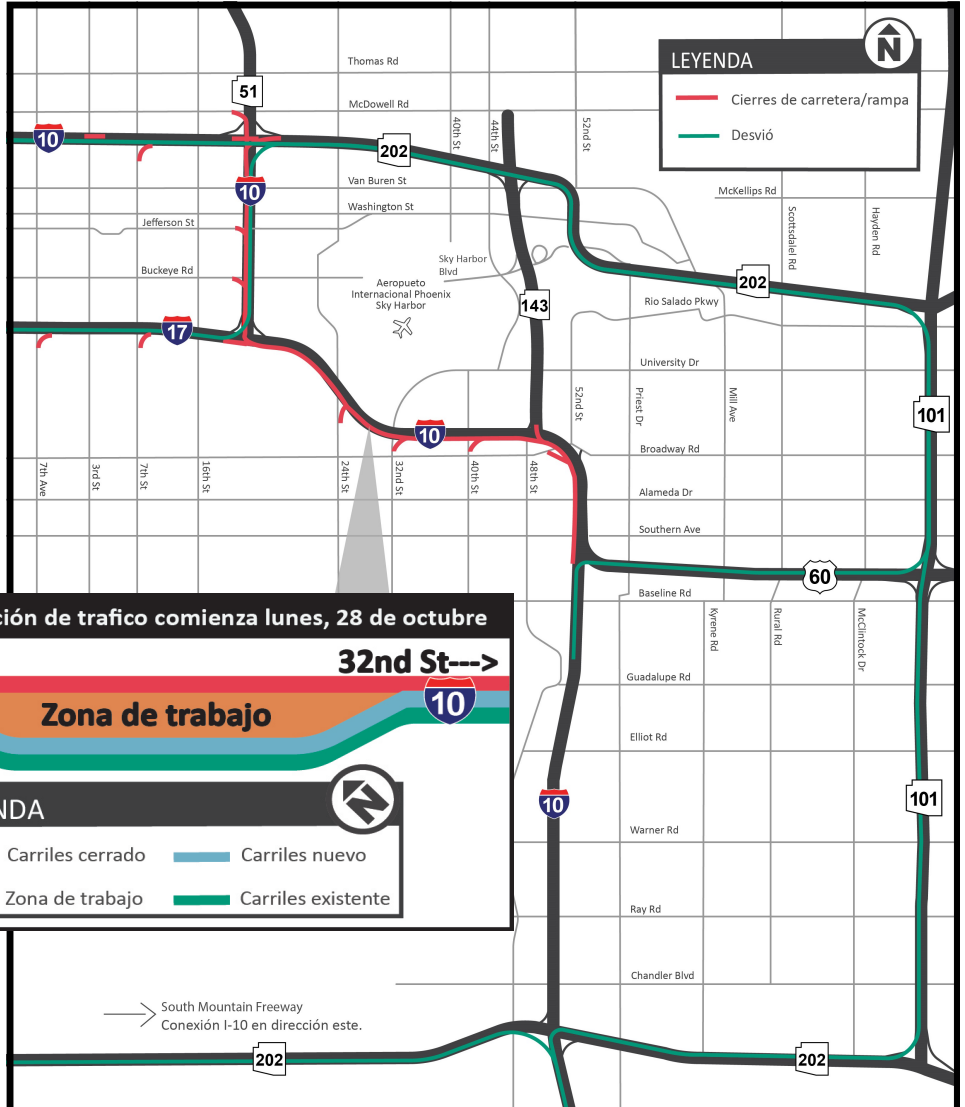 Thomas Rd
51
LEYENDA
N
Cierres de carretera/rampa
Desvió
McDowell Rd
40th St
44th St
52nd St
10
202
10
Van Buren St
McKellips Rd
Washington St
Jefferson St
Scottsdalel Rd
Hayden Rd
Buckeye Rd
Sky Harbor
Blvd
Aeropueto
Internacional Phoenix
Sky Harbor
202
143
Rio Salado Pkwy
17
University Dr
52nd St
Priest Dr
Mill Ave
101
10
Broadway Rd
7th Ave
3rd St
7th St
16th St
24th St
32nd St
40th St
48th St
Alameda Dr
Southern Ave
60
Baseline Rd
Kyrene Rd
Rural Rd
McClintock Dr
ción de trafico comienza lunes, 28 de octubre
32nd St--->
10
Zona de trabajo
N
NDA
Carriles cerrado
Carriles nuevo
Zona de trabajo
Carriles existente
Guadalupe Rd
Elliot Rd
10
101
Warner Rd
Ray Rd
Chandler Blvd
South Mountain Freeway
Conexión I-10 en dirección este.
202
202